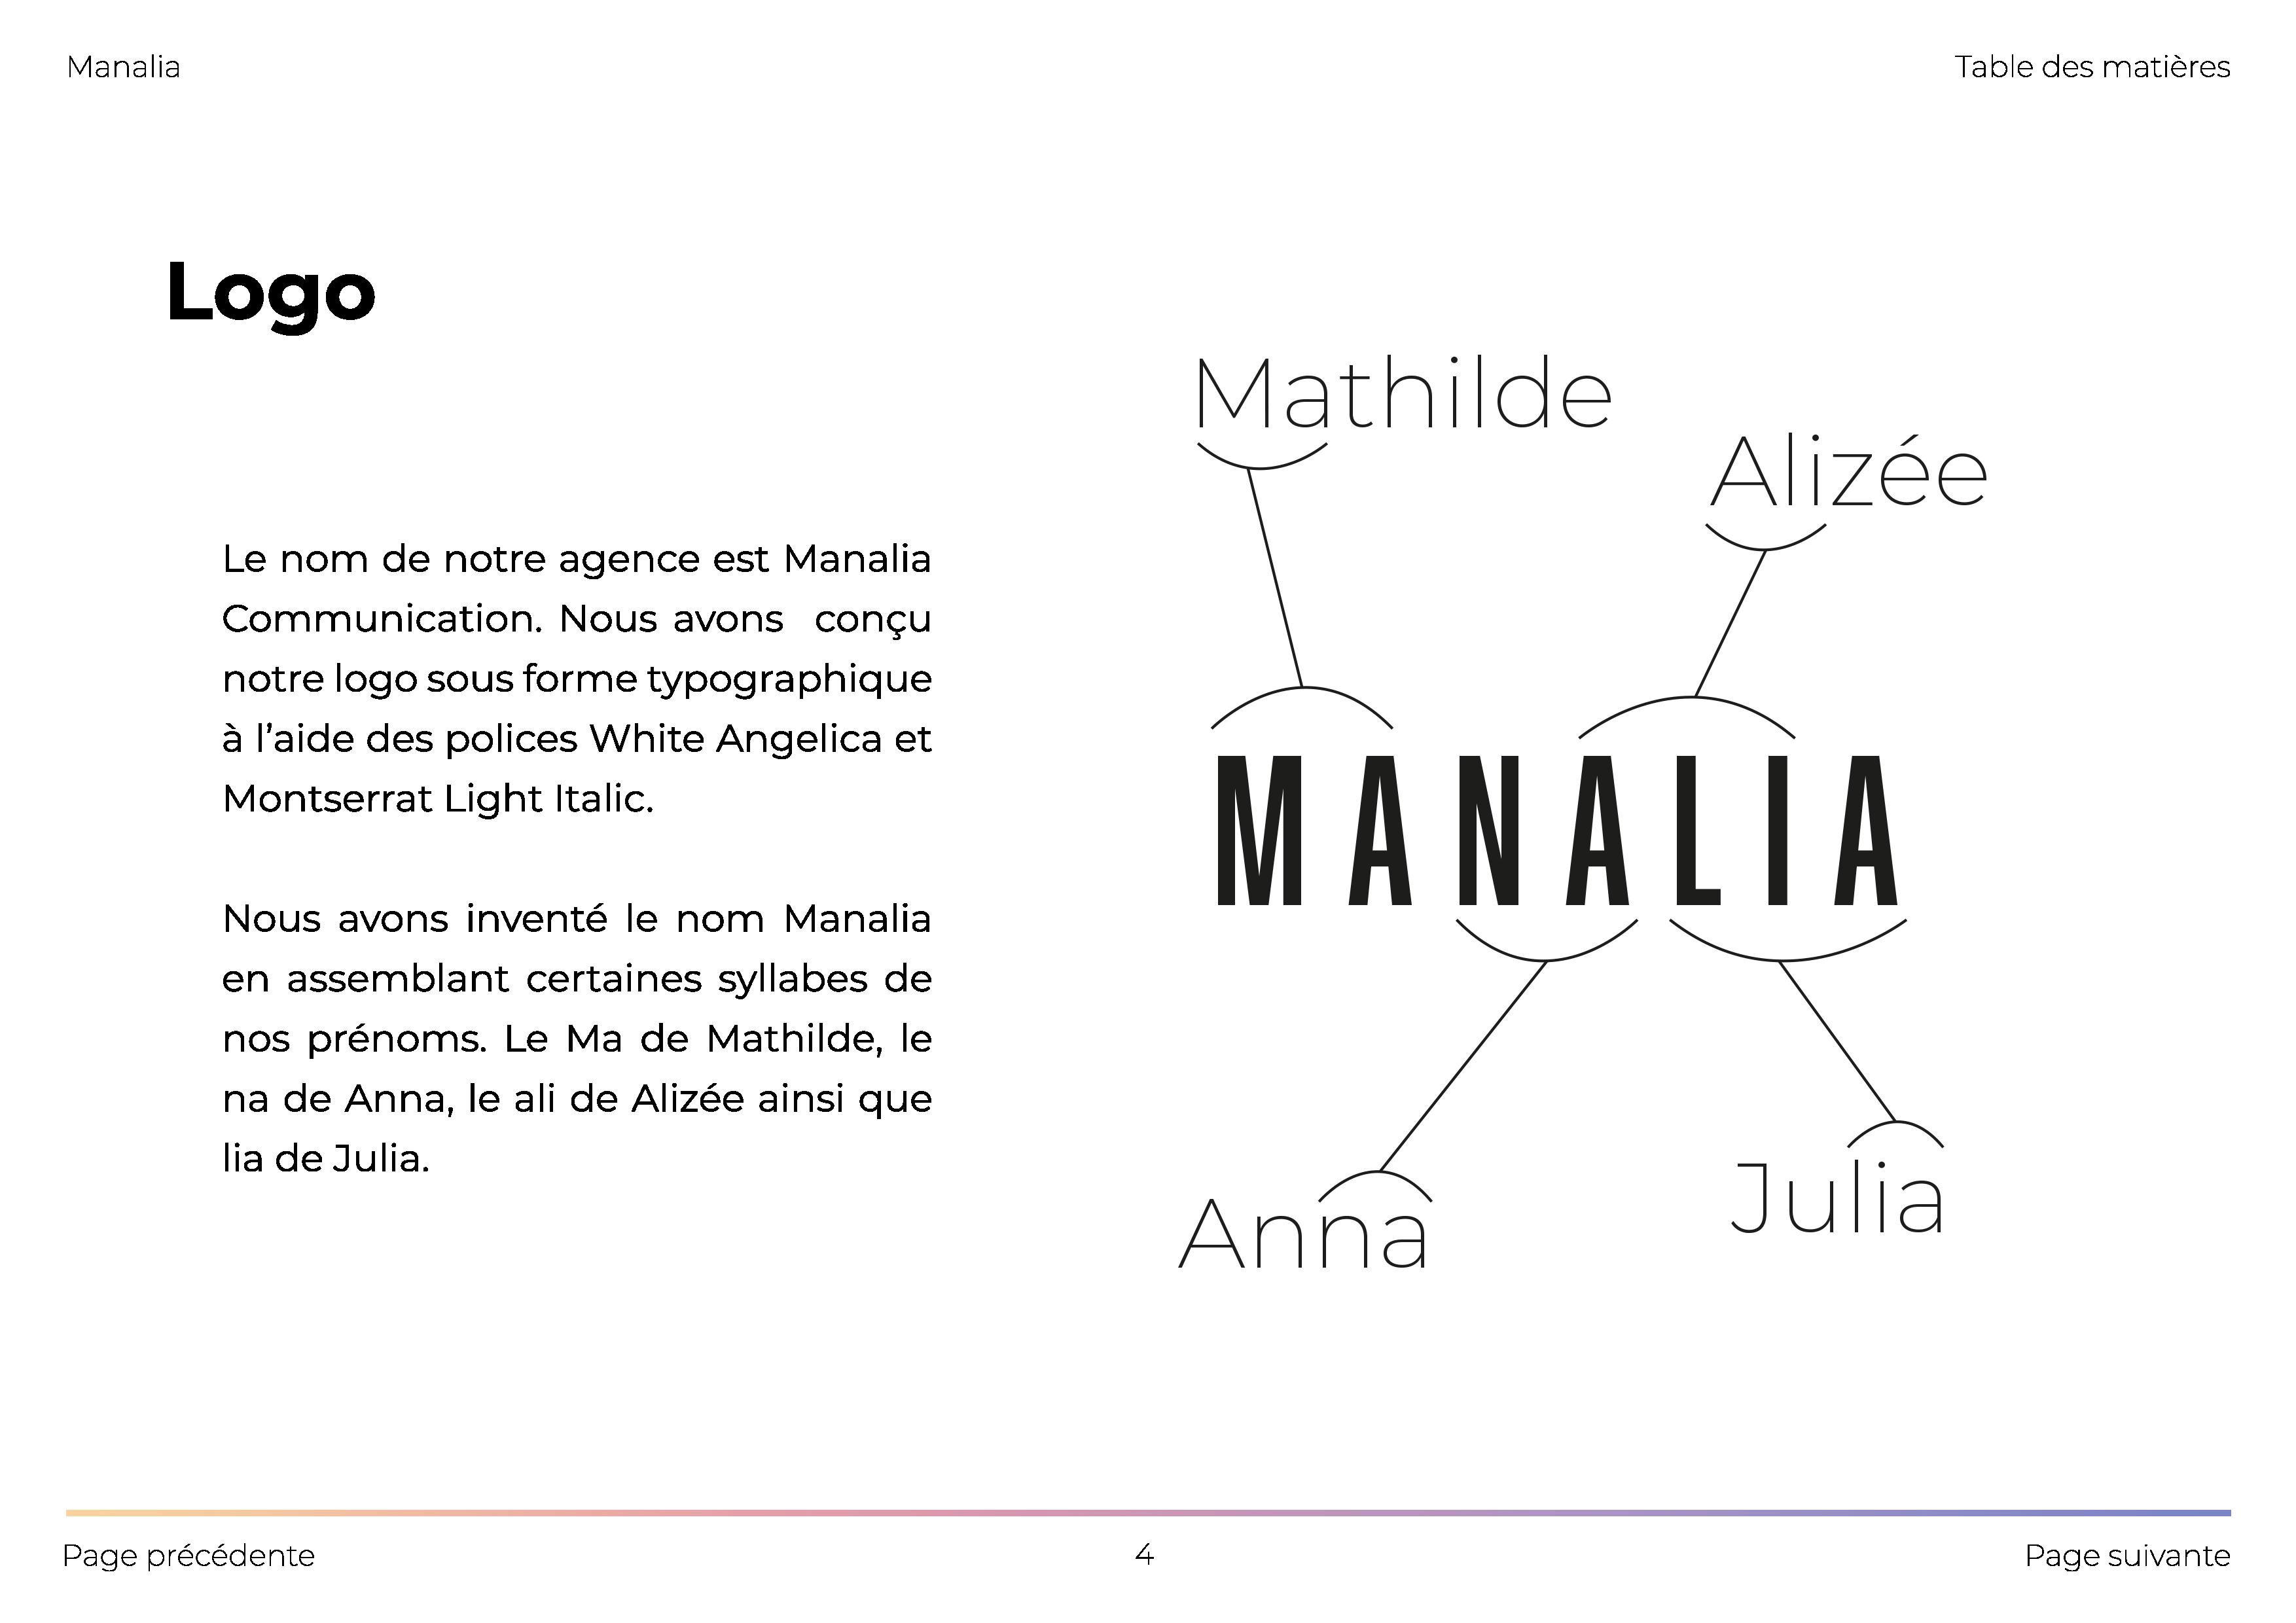 Manalia
Table des matières
Logo
Le nom de notre agence est Manalia
Communication. Nous avons conçu
notre logo sous forme typographique
à l’aide des polices White Angelica et
Montserrat Light Italic.
Nous avons inventé le nom Manalia
en assemblant certaines syllabes de
nos prénoms. Le Ma de Mathilde, le
na de Anna, le ali de Alizée ainsi que
lia de Julia.
Mathilde
Alizée
MANALIA
Anna
Julia
Page précédente
4
Page suivante